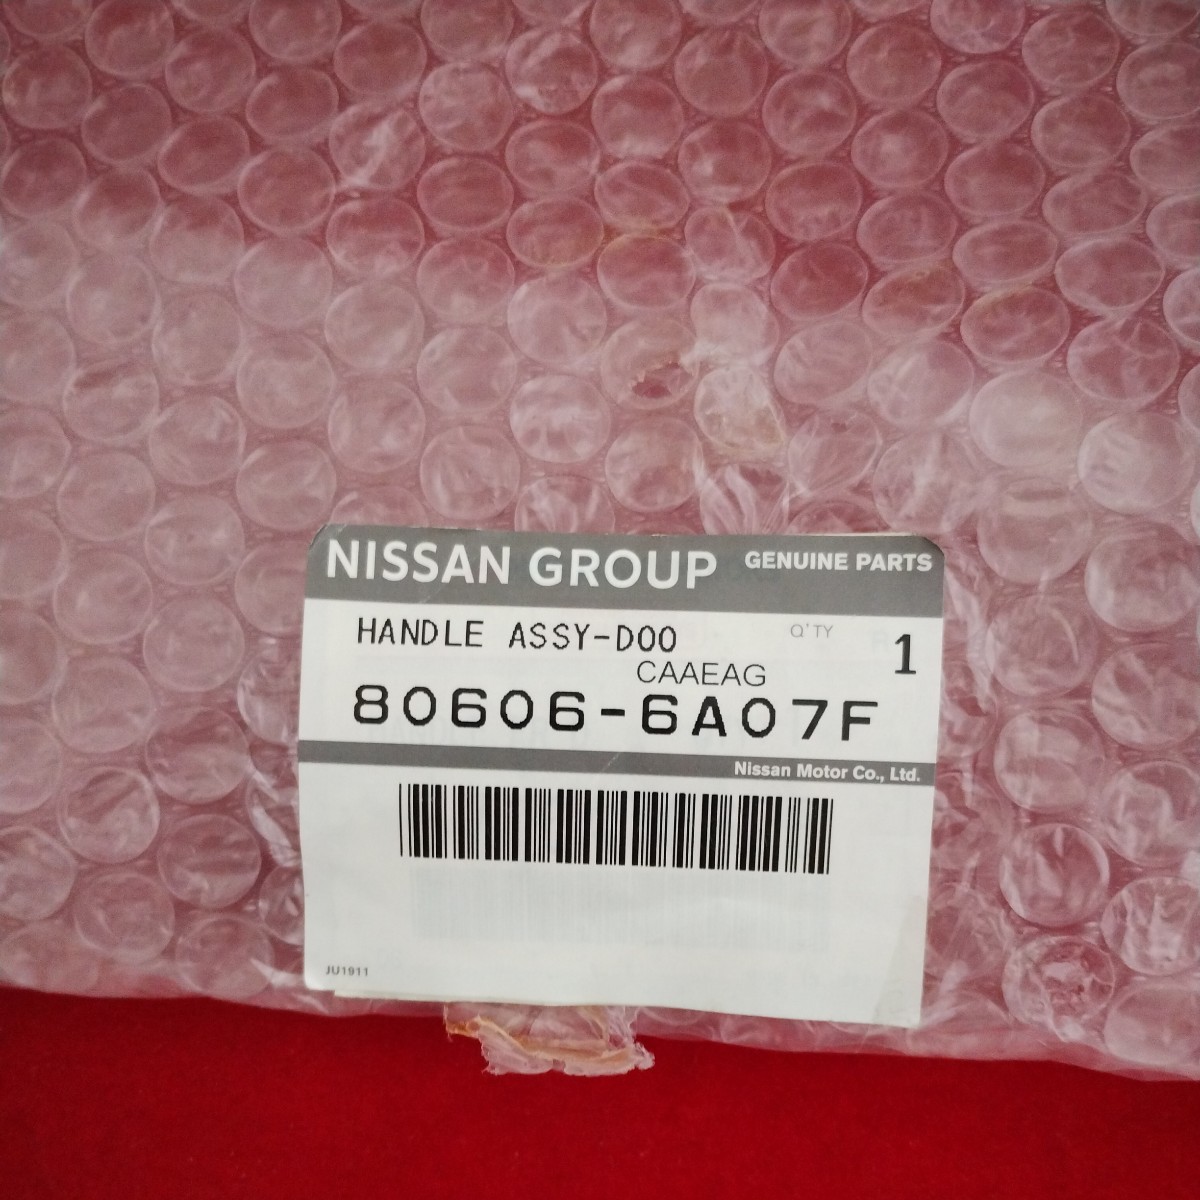 NISSAN GROUP GENUINE PARTS
HANDLE ASSY-DOO Q'TY 1
CAAEAG
80606-6A07F
Nissan Motor Co., Ltd.
JU1911